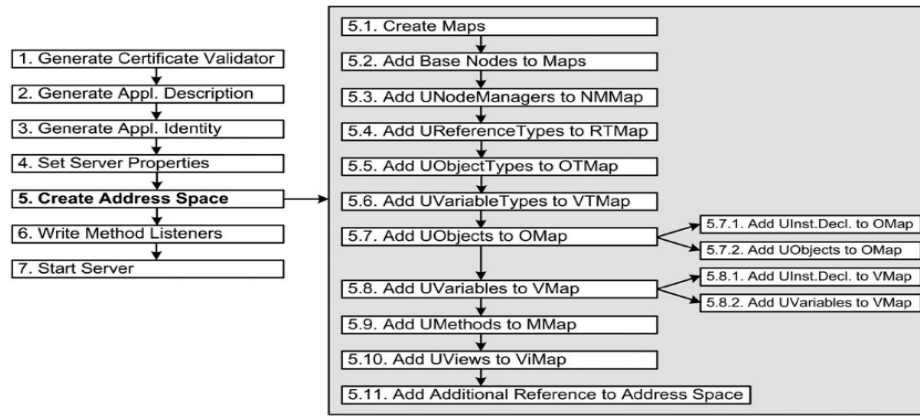 1. Generate Certificate Validator
2. Generate Appl. Description
3. Generate Appl. Identity
4. Set Server Properties
5. Create Address Space
6. Write Method Listeners
7. Start Server
5.1. Create Maps
5.2. Add Base Nodes to Maps
5.3. Add UNodeManagers to NMMap
5.4. Add UReferenceTypes to RTMap
5.5. Add UObjectTypes to OTMap
5.6. Add UVariableTypes to VTMap
5.7. Add UObjects to OMap
5.7.1. Add UInst.Decl. to OMap
5.7.2. Add UObjects to OMap
5.8. Add UVariables to VMap
5.8.1. Add UInst.Decl. to VMap
5.8.2. Add UVariables to VMap
5.9. Add UMethods to MMap
5.10. Add UViews to ViMap
5.11. Add Additional Reference to Address Space